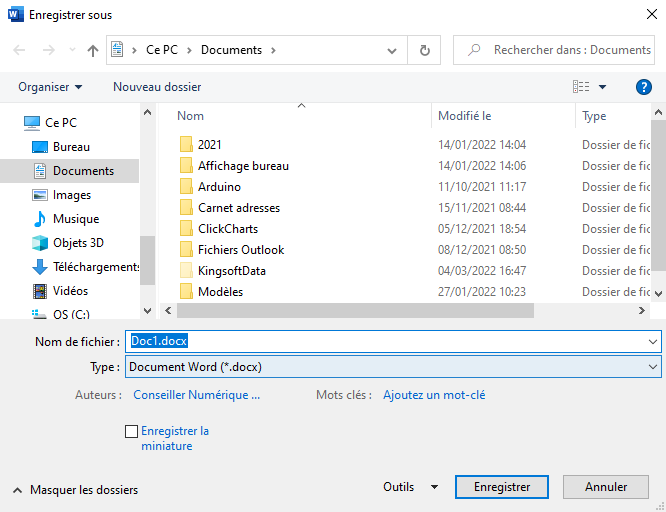 Enregistrer sous
Ce PC > Documents >
Rechercher dans : Documents
Organiser
Nouveau dossier
Ce PC
Bureau
Documents
Images
Musique
Objets 3D
Téléchargements
Vidéos
OS (C:)
Nom Modifié le Type
2021 14/01/2022 14:04 Dossier de fic
Affichage bureau 14/01/2022 14:06 Dossier de fic
Arduino 11/10/2021 11:17 Dossier de fic
Carnet adresses 15/11/2021 08:44 Dossier de fic
ClickCharts 05/12/2021 18:54 Dossier de fic
Fichiers Outlook 08/12/2021 08:50 Dossier de fic
KingsoftData 04/03/2022 16:47 Dossier de fic
Modèles 27/01/2022 10:23 Dossier de fic
Nom de fichier : Doc1.docx
Type : Document Word (*.docx)
Auteurs : Conseiller Numérique ... Mots clés : Ajoutez un mot-clé
Enregistrer la
miniature
Masquer les dossiers
Outils
Enregistrer
Annuler